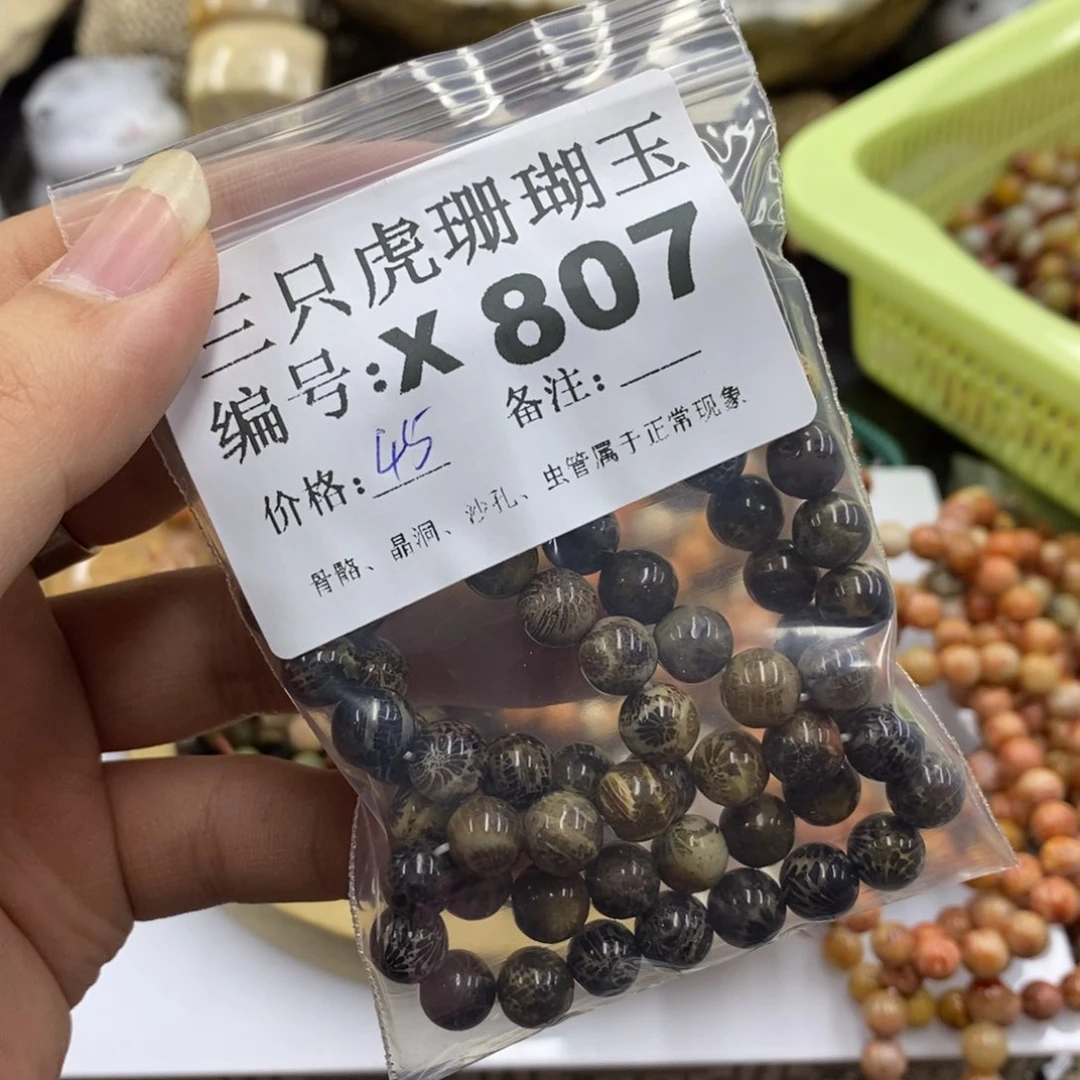 三只虎珊瑚玉
编号:X 807
价格: 45 备注:
骨骼、晶洞、沙孔、虫管属于正常现象